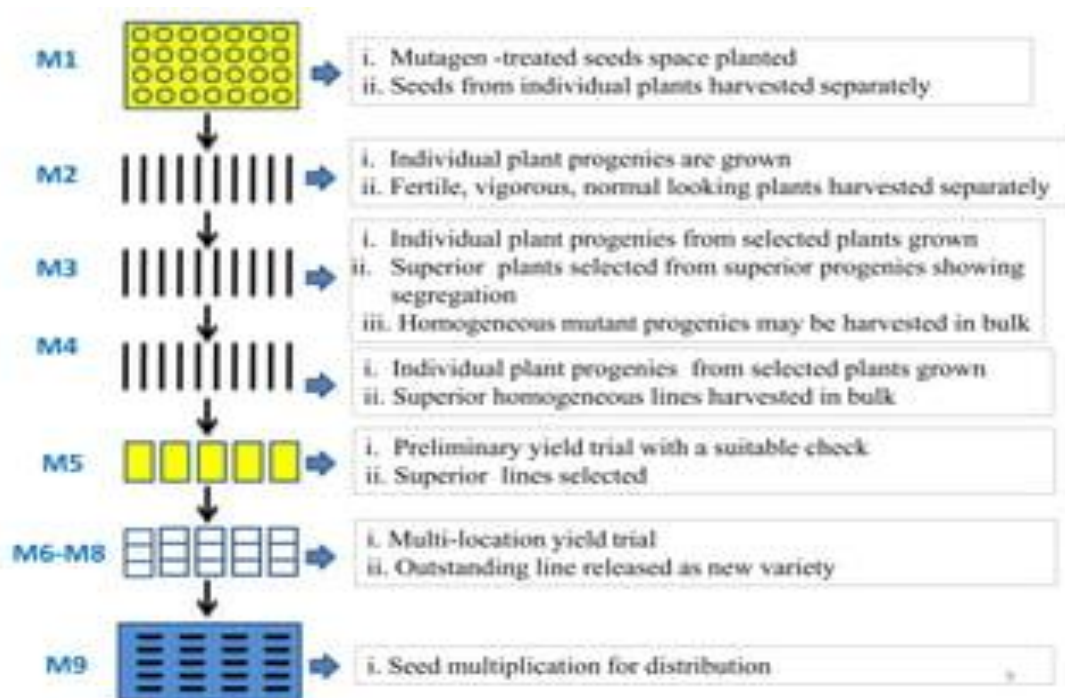 M1
i. Mutagen -treated seeds space planted
ii. Seeds from individual plants harvested separately
M2
i. Individual plant progenies are grown
ii. Fertile, vigorous, normal looking plants harvested separately
M3
i. Individual plant progenies from selected plants grown
ii. Superior plants selected from superior progenies showing
segregation
iii. Homogeneous mutant progenies may be harvested in bulk
M4
i. Individual plant progenies from selected plants grown
ii. Superior homogeneous lines harvested in bulk
M5
i. Preliminary yield trial with a suitable check
ii. Superior lines selected
M6-M8
i. Multi-location yield trial
ii. Outstanding line released as new variety
M9
i. Seed multiplication for distribution